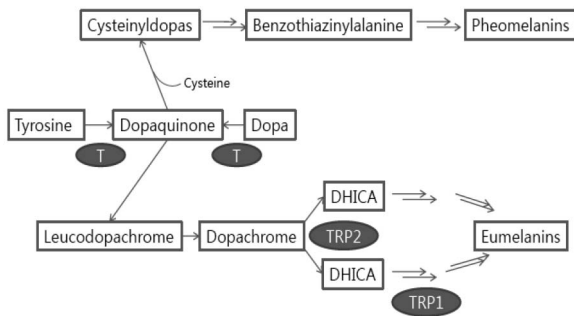 Cysteinyldopas
Benzothiazinylalanine
Pheomelanins
Cysteine
Tyrosine
Dopaquinone
Dopa
T
T
DHICA
Leucodopachrome
Dopachrome
TRP2
Eumelanins
DHICA
TRP1